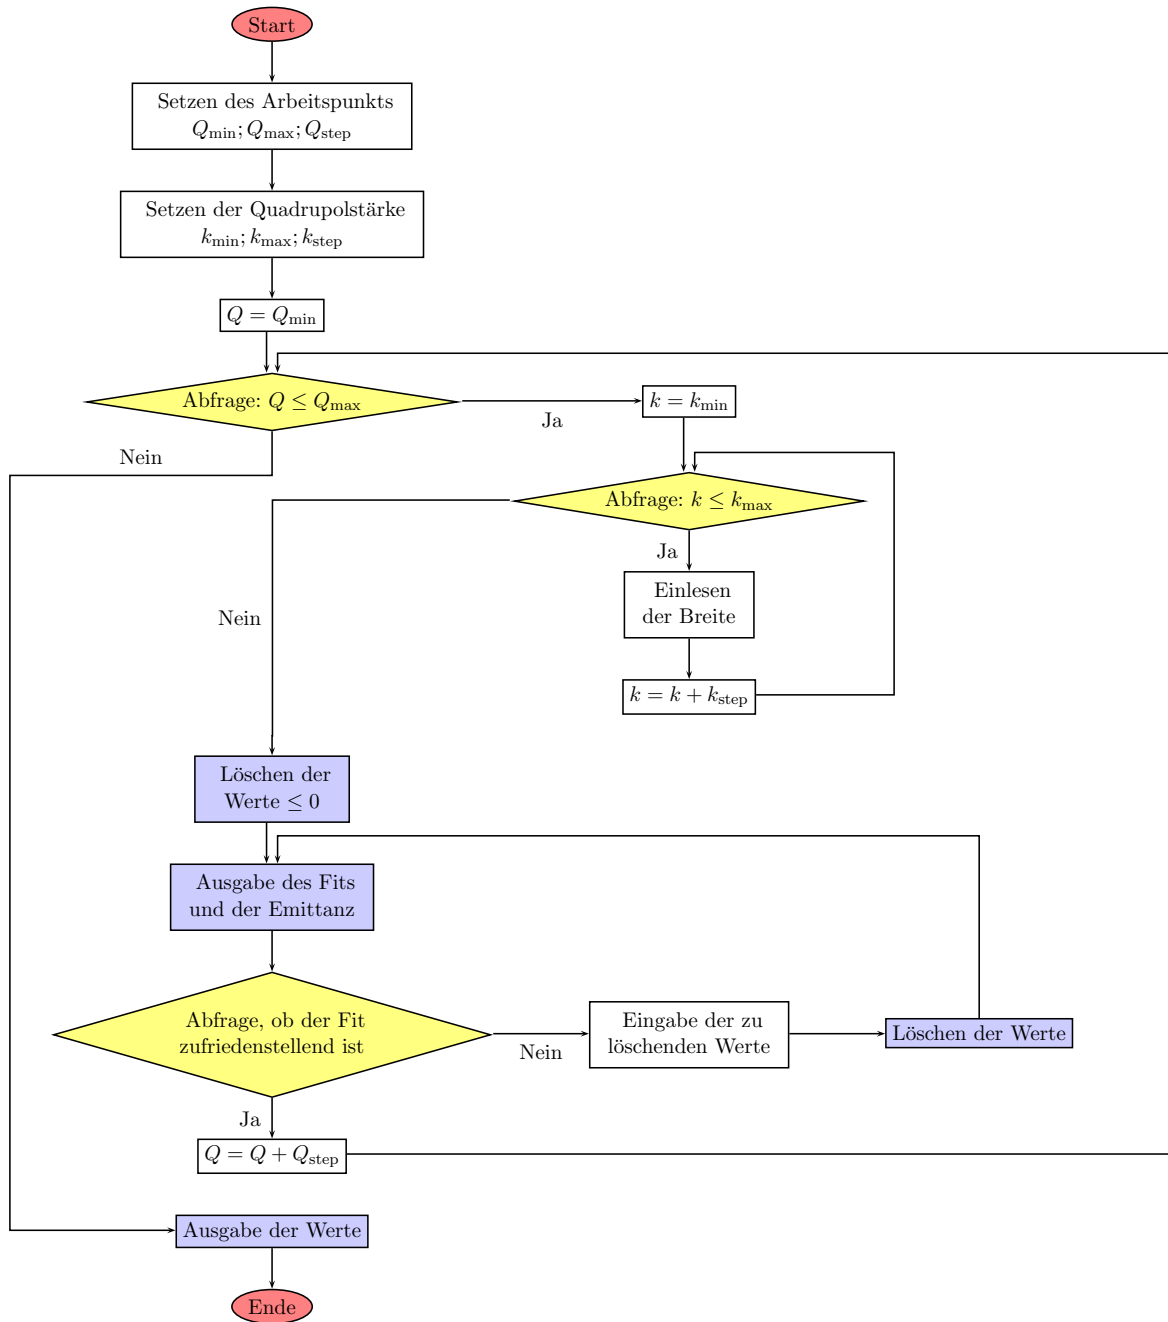 Start
Setzen des Arbeitspunkts
Q_min; Q_max; Q_step
Setzen der Quadrupolstärke
k_min; k_max; k_step
Q = Q_min
Abfrage: Q ≤ Q_max
Ja
k = k_min
Nein
Abfrage: k ≤ k_max
Ja
Einlesen
der Breite
Nein
k = k + k_step
Löschen der
Werte ≤ 0
Ausgabe des Fits
und der Emittanz
Abfrage, ob der Fit
zufriedenstellend ist
Nein
Eingabe der zu
löschenden Werte
Löschen der Werte
Ja
Q = Q + Q_step
Ausgabe der Werte
Ende